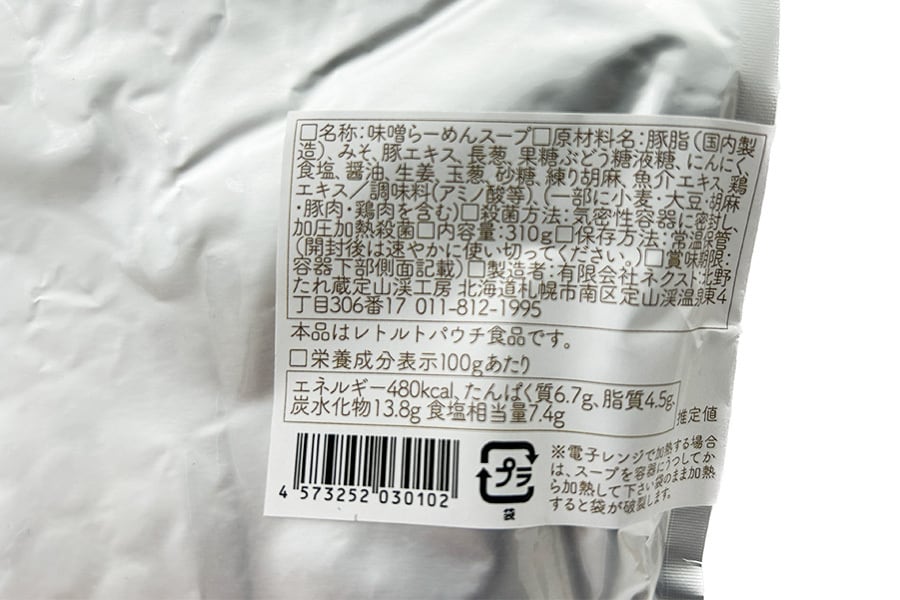 □名称:味噌らーめんスープ□原材料名:豚脂(国内製
造)、みそ、豚エキス、長葱、果糖ぶどう糖液糖、にんにく、
食塩、醤油、生姜、玉葱、砂糖、練り胡麻、魚介エキス、鶏
エキス/調味料(アミノ酸等)、(一部に小麦・大豆・胡麻
・豚肉・鶏肉を含む)□殺菌方法:気密性容器に密封し、
加圧加熱殺菌□内容量:310g□保存方法:常温保管
(開封後は速やかに使い切ってください。)□賞味期限:
容器下部側面記載)□製造者:有限会社ネクスト北野
たれ蔵定山渓工房 北海道札幌市南区定山渓温泉東4
丁目306番17 011-812-1995
本品はレトルトパウチ食品です。
□栄養成分表示100gあたり
エネルギー480kcal、たんぱく質6.7g、脂質4.5g、
炭水化物13.8g 食塩相当量7.4g
推定値
4 573252 030102
プラ
袋
※電子レンジで加熱する場合
は、スープを容器にうつしてか
ら加熱して下さい袋のまま加熱
すると袋が破裂します。